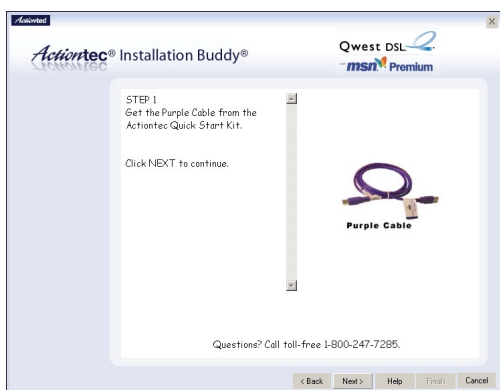 Actiontec
Actiontec® Installation Buddy®
Qwest DSL
msn Premium
STEP 1
Get the Purple Cable from the
Actiontec Quick Start Kit.
Click NEXT to continue.
Purple Cable
Questions? Call toll-free 1-800-247-7285.
< Back
Next >
Help
Finish
Cancel